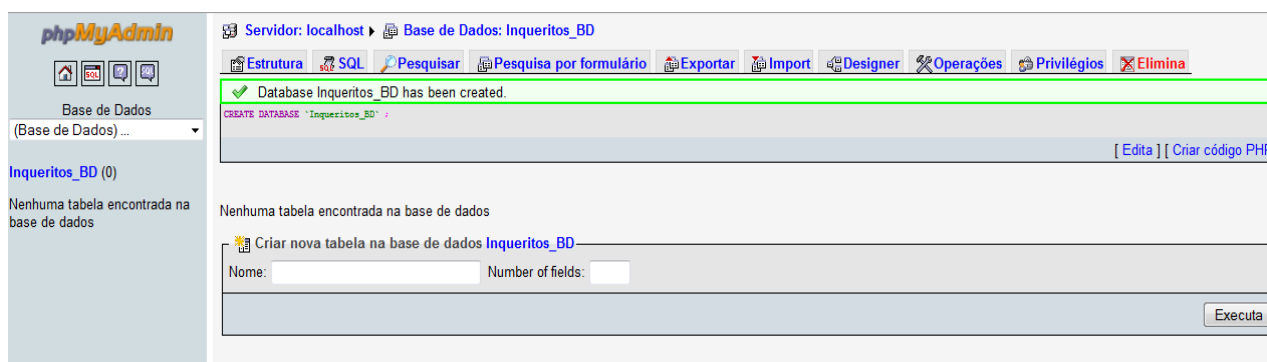 phpMyAdmin
SQL
Base de Dados
(Base de Dados) ...
Inqueritos_BD (0)
Nenhuma tabela encontrada na
base de dados
Servidor: localhost ▸ Base de Dados: Inqueritos_BD
Estrutura SQL Pesquisar Pesquisa por formulário Exportar Import Designer Operações Privilégios Elimina
Database Inqueritos_BD has been created.
CREATE DATABASE `Inqueritos_BD` ;
[ Edita ] [ Criar código PHP
Nenhuma tabela encontrada na base de dados
Criar nova tabela na base de dados Inqueritos_BD
Nome: Number of fields:
Executa